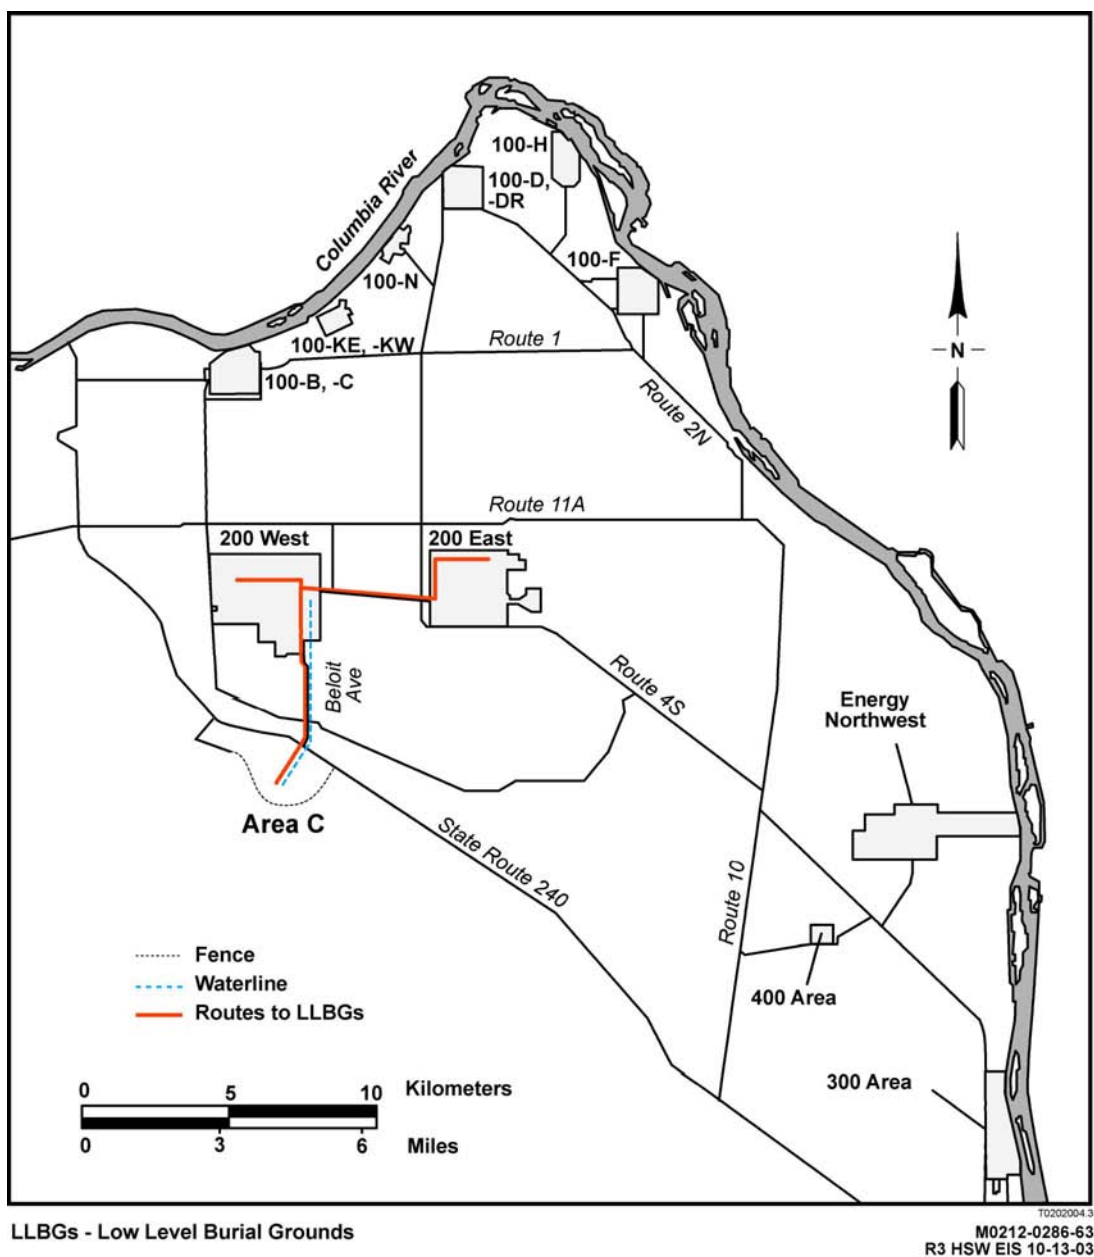 100-H
100-D,
-DR
Columbia River
100-N
100-F
100-KE, -KW
Route 1
N
100-B, -C
Route 2N
Route 11A
200 West
200 East
Beloit
Ave
Route 4S
Energy
Northwest
Area C
State Route 240
Route 10
Fence
Waterline
Routes to LLBGs
400 Area
300 Area
0 5 10 Kilometers
0 3 6 Miles
T0202004.3
LLBGs - Low Level Burial Grounds
M0212-0286-63
R3 HSW EIS 10-13-03